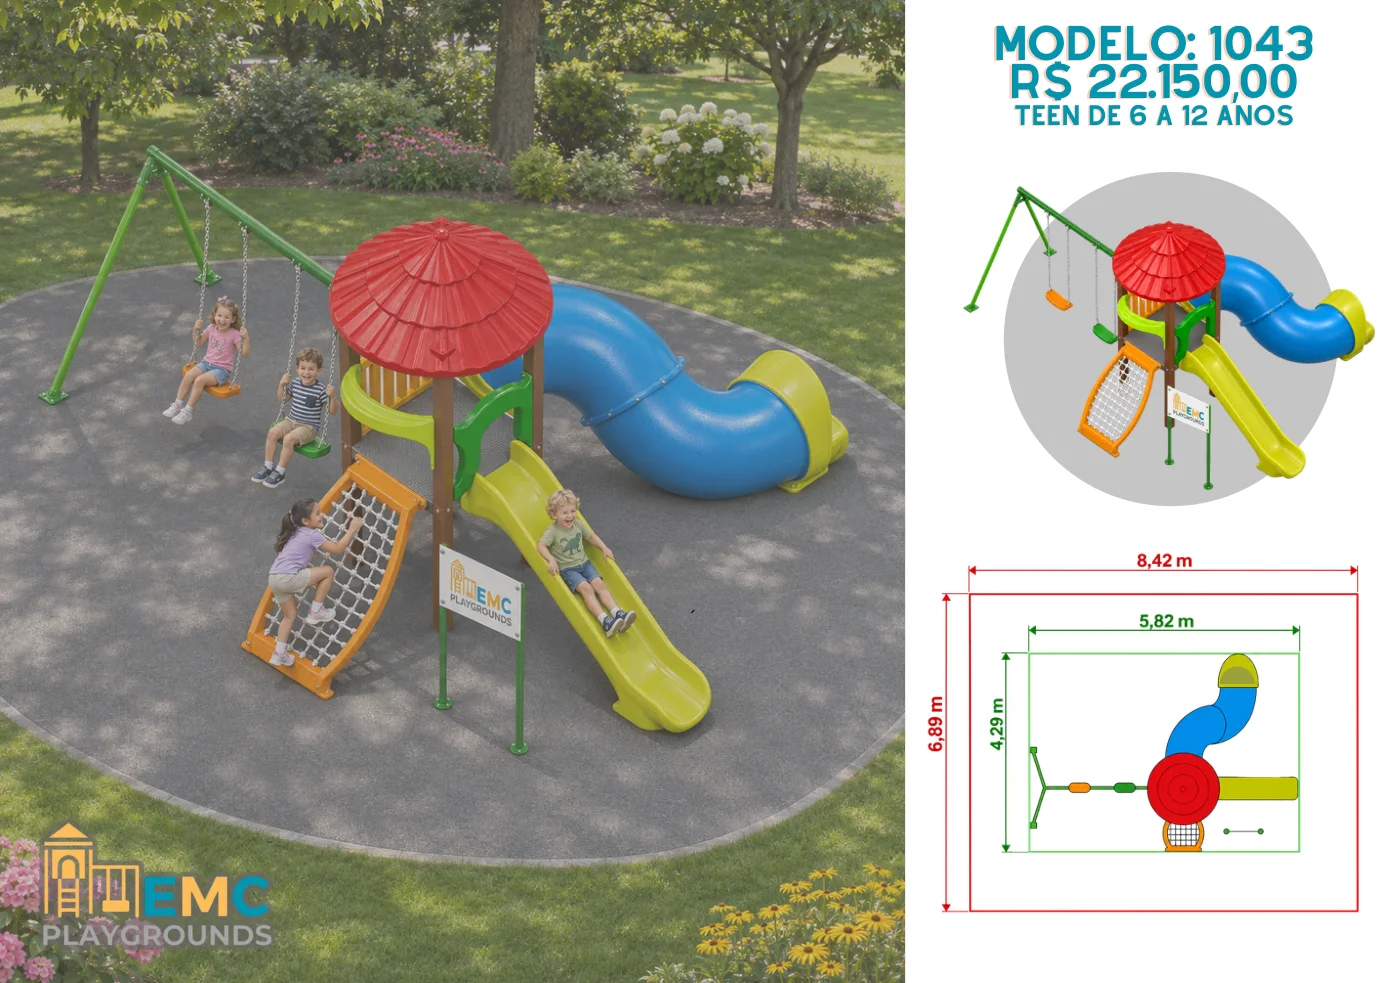 MODELO: 1043
R$ 22.150,00
TEEN DE 6 A 12 ANOS
EMC
PLAYGROUNDS
EMC
PLAYGROUNDS
EMC
8,42 m
5,82 m
6,89 m
4,29 m